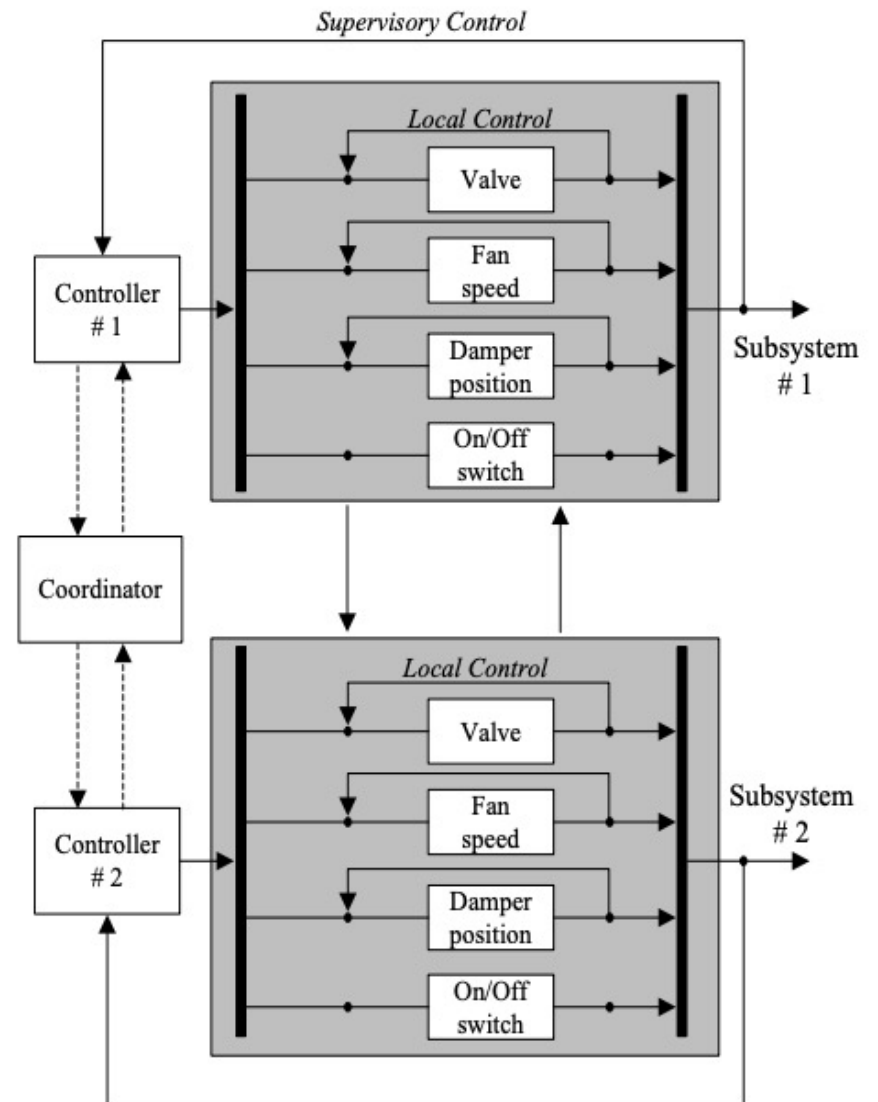 Supervisory Control
Local Control
Valve
Fan
speed
Controller
# 1
Damper
position
Subsystem
# 1
On/Off
switch
Coordinator
Local Control
Valve
Fan
speed
Subsystem
# 2
Controller
# 2
Damper
position
On/Off
switch